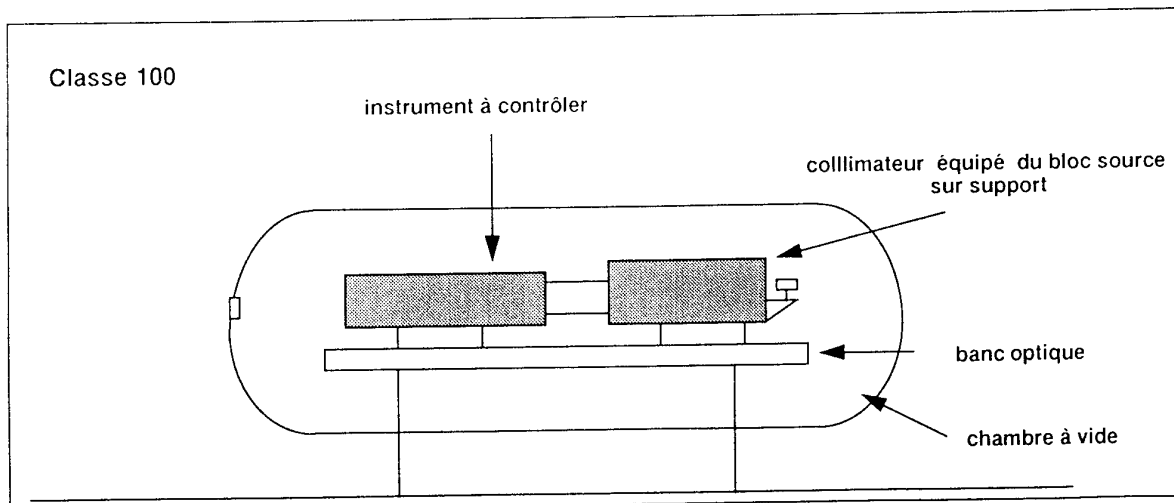 Classe 100
instrument à contrôler
colllimateur équipé du bloc source
sur support
banc optique
chambre à vide